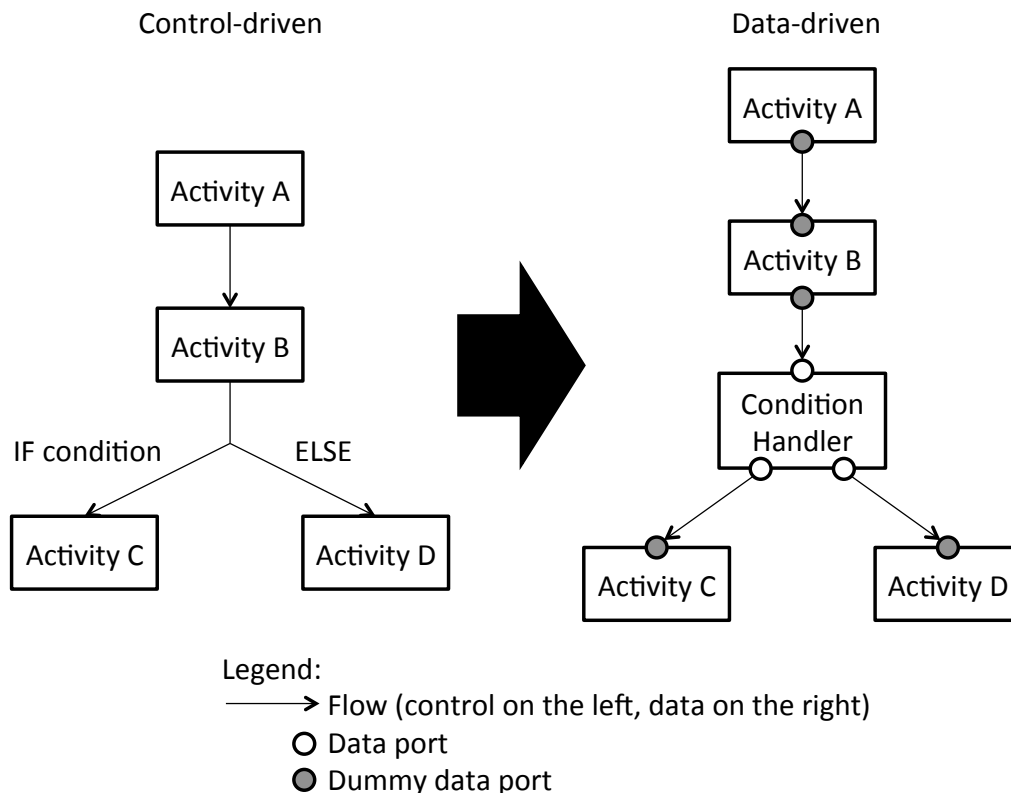 Control-driven
Data-driven
Activity A
Activity B
IF condition
ELSE
Activity C
Activity D
Activity A
Activity B
Condition
Handler
Activity C
Activity D
Legend:
Flow (control on the left, data on the right)
Data port
Dummy data port